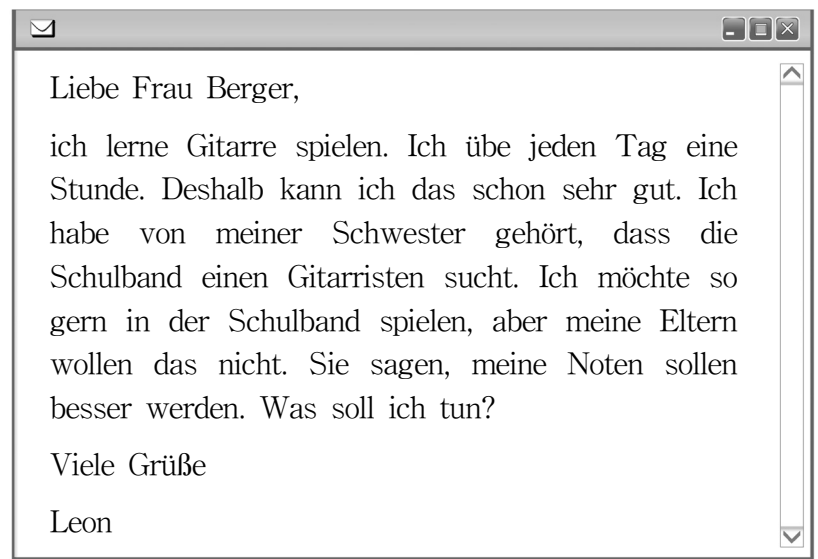 Liebe Frau Berger,
ich lerne Gitarre spielen. Ich übe jeden Tag eine
Stunde. Deshalb kann ich das schon sehr gut. Ich
habe von meiner Schwester gehört, dass die
Schulband einen Gitarristen sucht. Ich möchte so
gern in der Schulband spielen, aber meine Eltern
wollen das nicht. Sie sagen, meine Noten sollen
besser werden. Was soll ich tun?
Viele Grüße
Leon